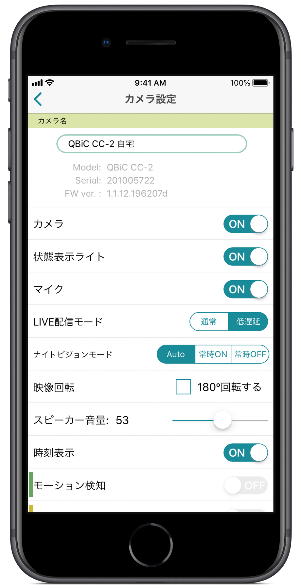 9:41 AM
100%
カメラ設定
カメラ名
QBiC CC-2 自宅
Model: QBiC CC-2
Serial: 201005722
FW ver. : 1.1.12.196207d
カメラ ON
状態表示ライト ON
マイク ON
LIVE配信モード 通常 低遅延
ナイトビジョンモード Auto 常時ON 常時OFF
映像回転 180°回転する
スピーカー音量: 53
時刻表示 ON
モーション検知 OFF